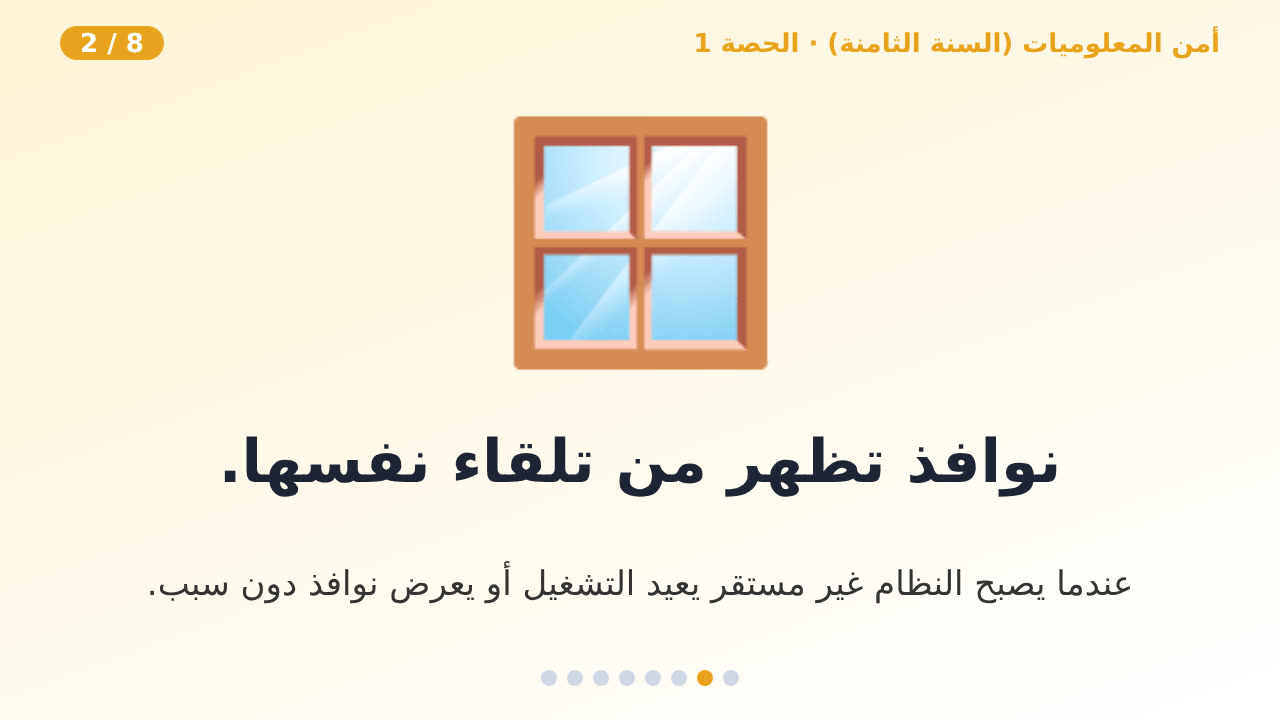 أمن المعلوميات (السنة الثامنة) · الحصة 1
2 / 8
نوافذ تظهر من تلقاء نفسها.
عندما يصبح النظام غير مستقر يعيد التشغيل أو يعرض نوافذ دون سبب.